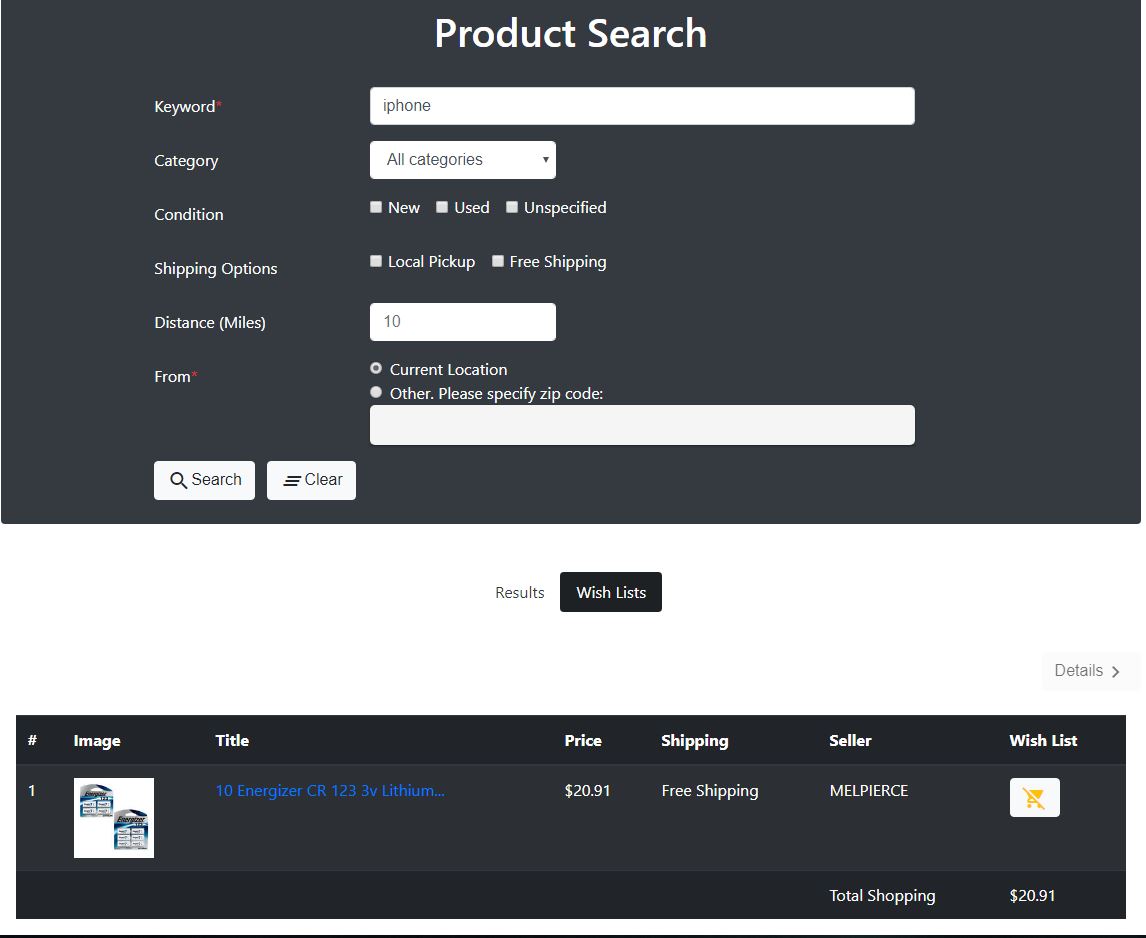 Product Search
Keyword*
iphone
Category
All categories
Condition
New Used Unspecified
Shipping Options
Local Pickup Free Shipping
Distance (Miles)
10
From*
Current Location
Other. Please specify zip code:
Search Clear
Results Wish Lists
Details
# Image Title Price Shipping Seller Wish List
1 Energizer Energizer 10 Energizer CR 123 3v Lithium... $20.91 Free Shipping MELPIERCE
Total Shopping $20.91